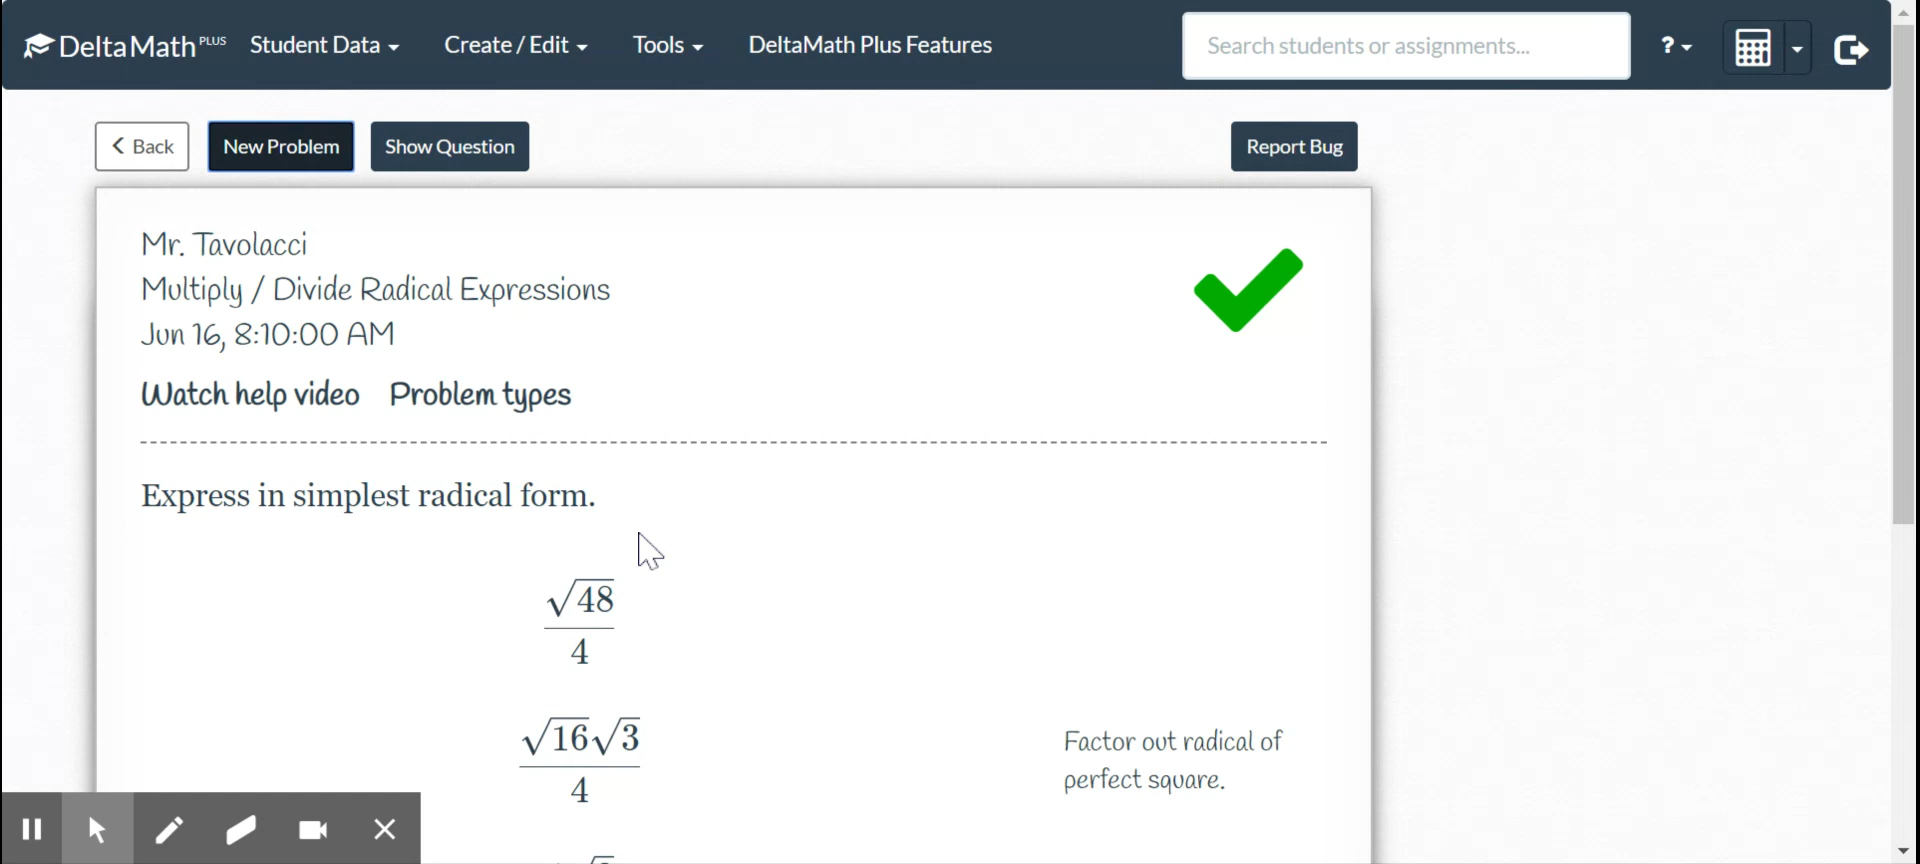 DeltaMath PLUS Student Data Create / Edit Tools DeltaMath Plus Features Search students or assignments... ?
< Back New Problem Show Question Report Bug
Mr. Tavolacci
Multiply / Divide Radical Expressions
Jun 16, 8:10:00 AM
Watch help video Problem types
Express in simplest radical form.
√48
4
√16√3
4
Factor out radical of
perfect square.